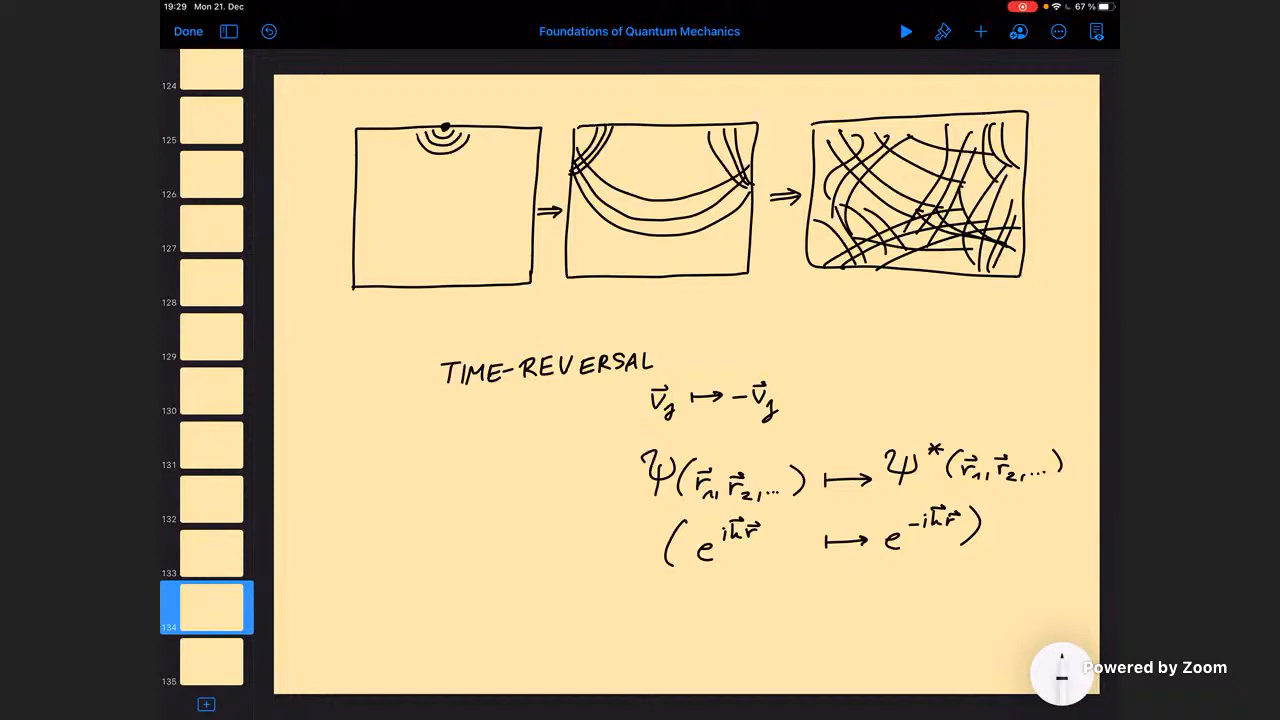 19:29 Mon 21. Dec
67 %
Done
Foundations of Quantum Mechanics
124
125
126
127
128
129
130
131
132
133
134
135
⇒ ⇒
TIME-REVERSAL
v⃗ⱼ ↦ -v⃗ⱼ
Ψ(r⃗₁, r⃗₂, ...) ↦ Ψ*(r⃗₁, r⃗₂, ...)
(e^{ik⃗r⃗} ↦ e^{-ik⃗r⃗})
Powered by Zoom